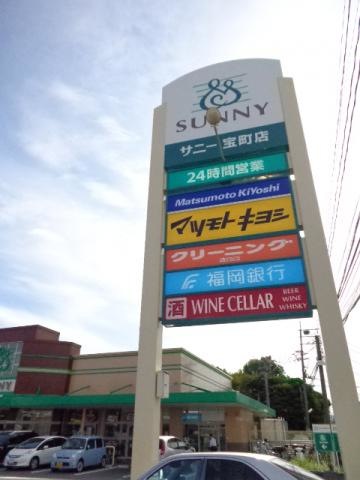 SUNNY
サニー宝町店
24時間営業
Matsumoto KiYoshi
マツモトキヨシ
クリーニング
福岡銀行
酒 WINE CELLAR BEER
WINE
WHISKY
NNY